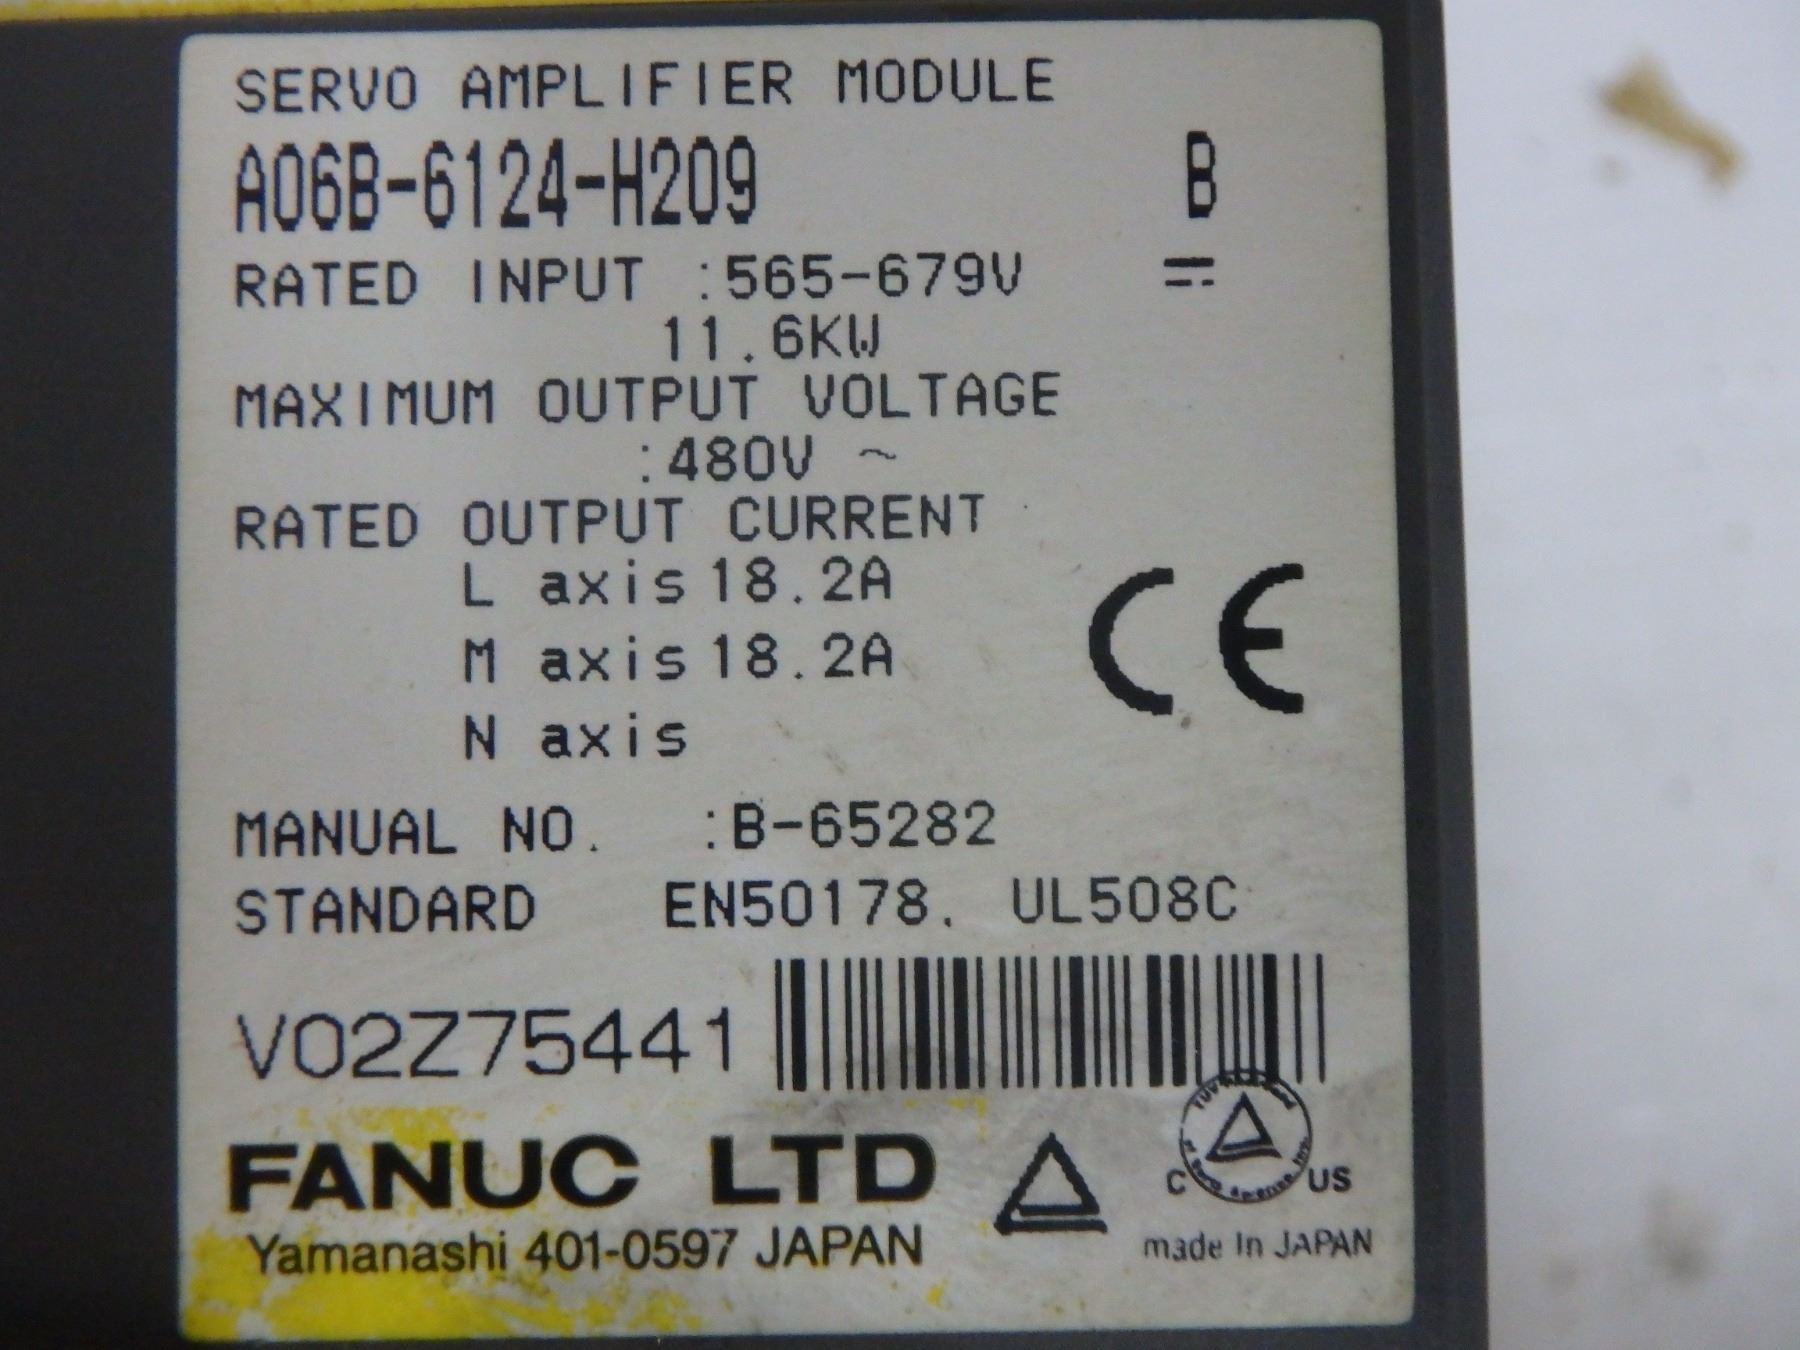 SERVO AMPLIFIER MODULE
A06B-6124-H209 B
RATED INPUT :565-679V ⎓
11.6KW
MAXIMUM OUTPUT VOLTAGE
:480V ~
RATED OUTPUT CURRENT
L axis 18.2A
M axis 18.2A
N axis
CE
MANUAL NO. :B-65282
STANDARD EN50178. UL508C
V02Z75441
FANUC LTD
Yamanashi 401-0597 JAPAN
TUV
C US
made In JAPAN